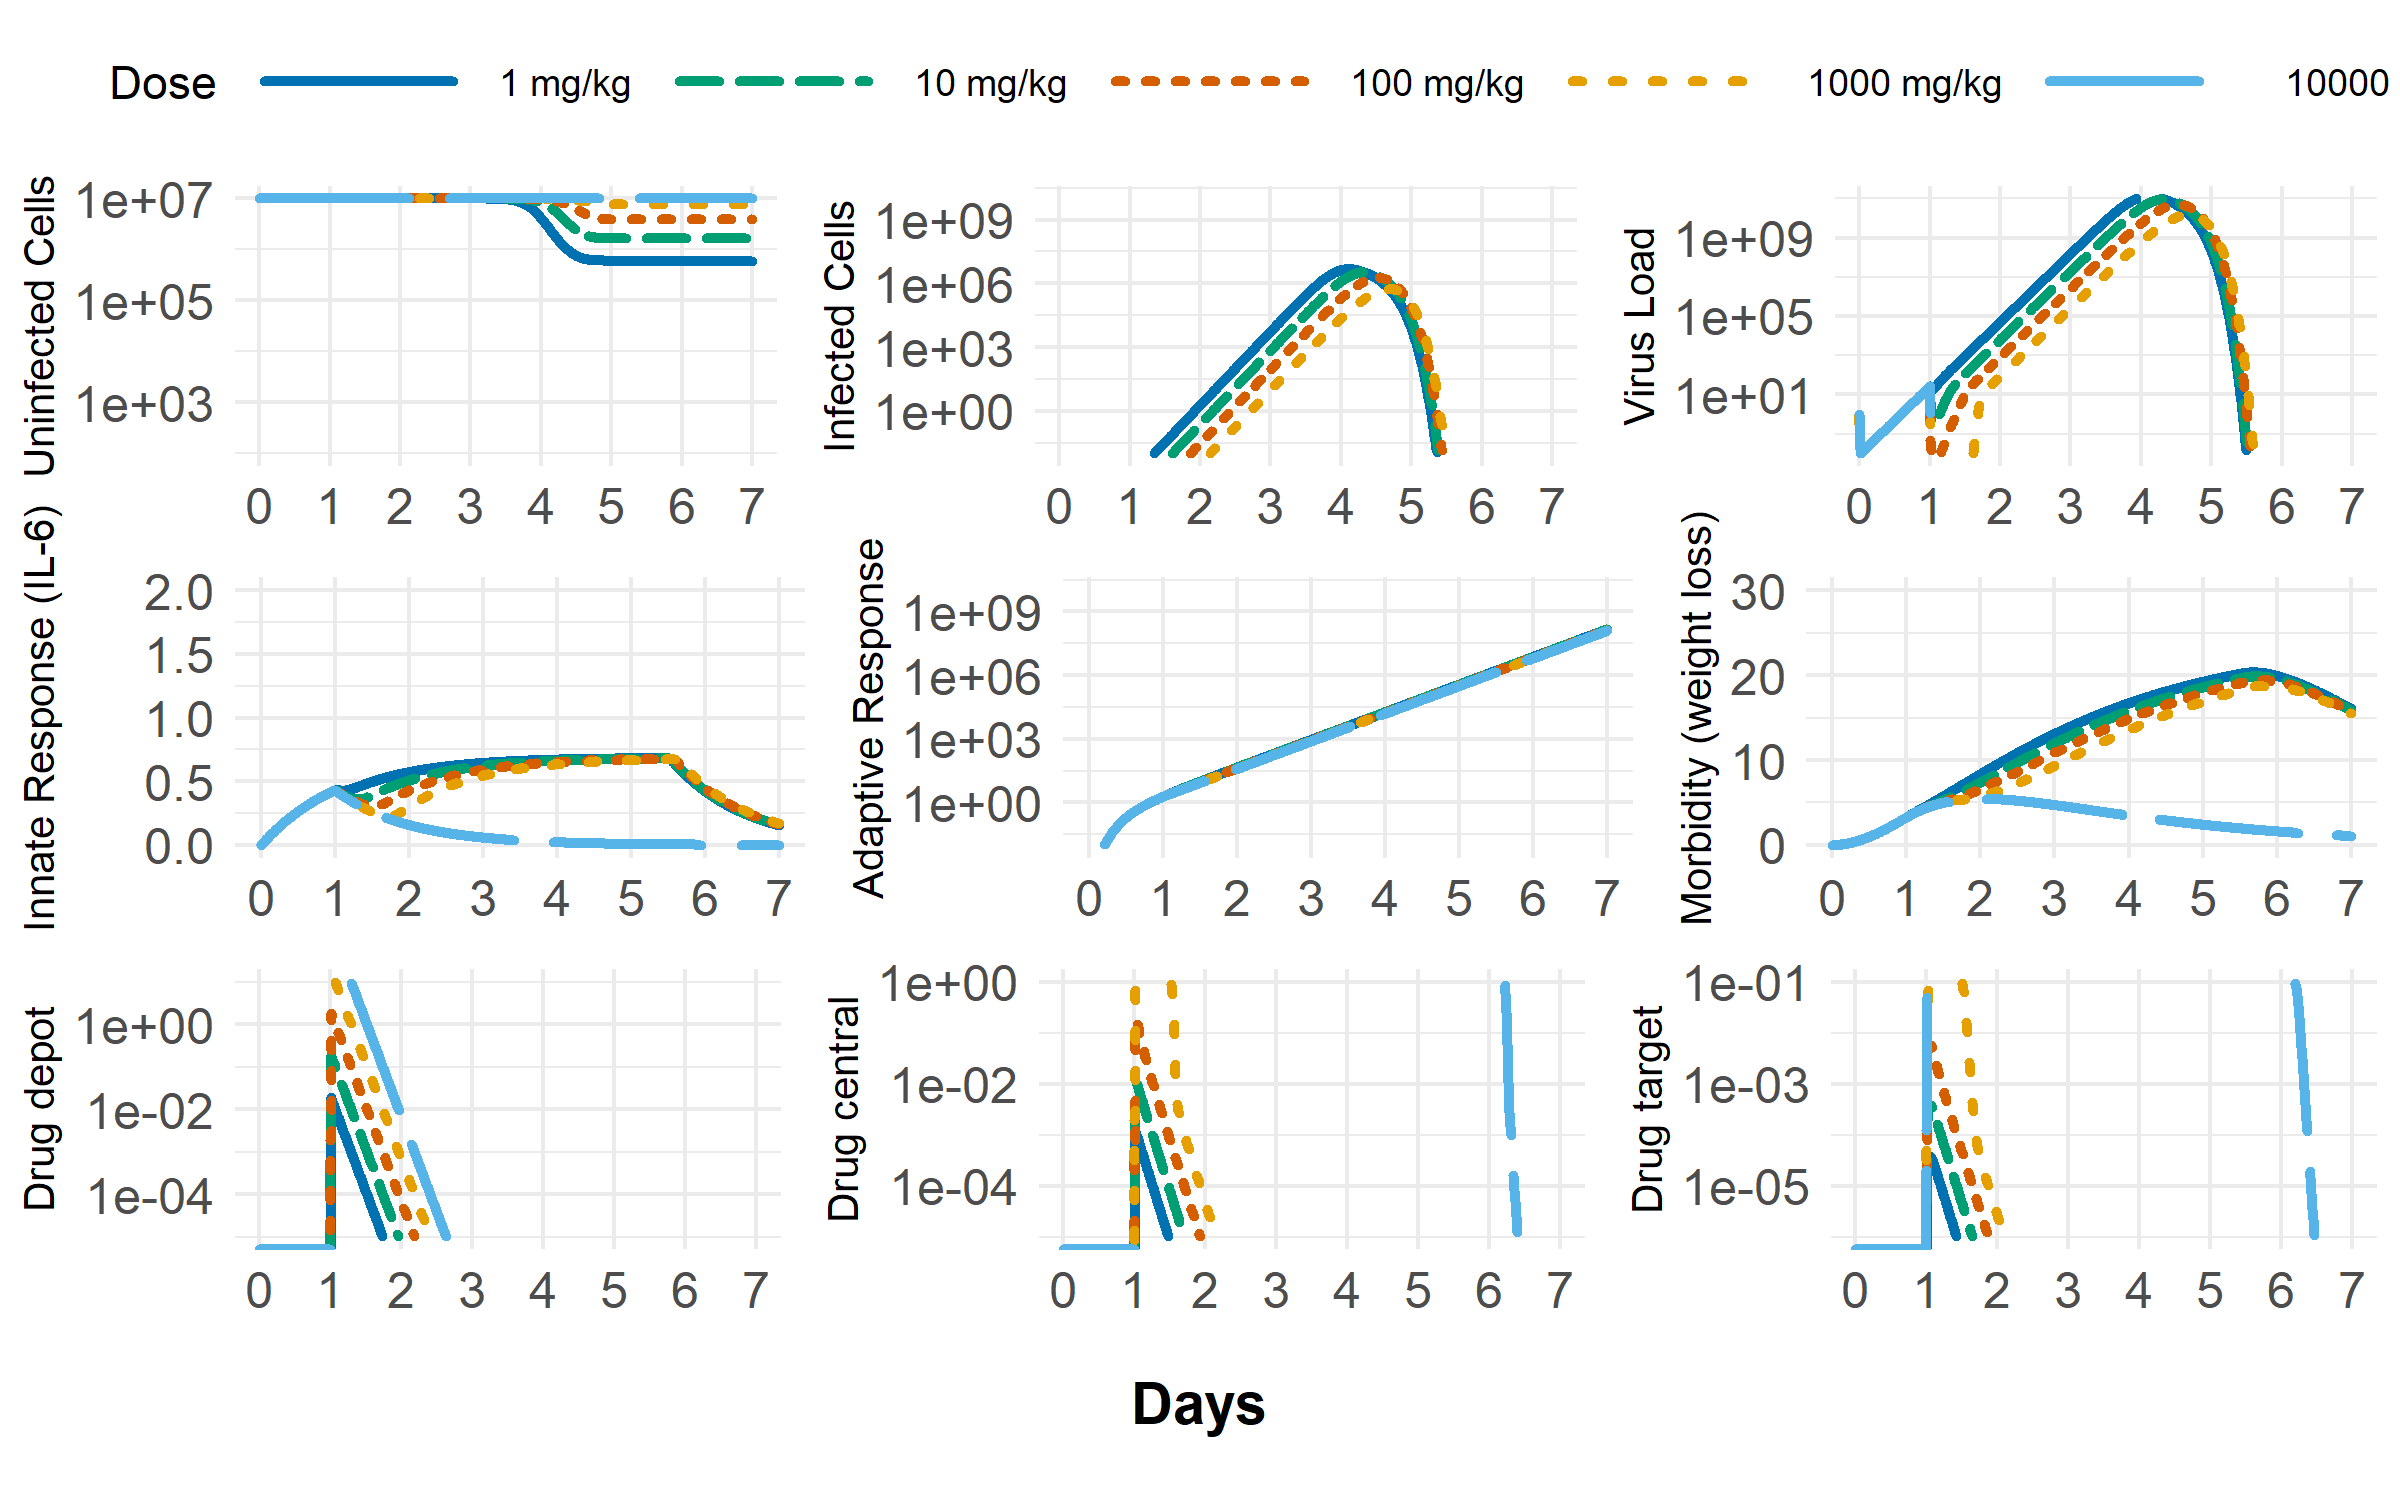 Dose 1 mg/kg 10 mg/kg 100 mg/kg 1000 mg/kg 10000
Uninfected Cells
1e+07
1e+05
1e+03
0 1 2 3 4 5 6 7
Infected Cells
1e+09
1e+06
1e+03
1e+00
0 1 2 3 4 5 6 7
Virus Load
1e+09
1e+05
1e+01
0 1 2 3 4 5 6 7
Innate Response (IL-6)
2.0
1.5
1.0
0.5
0.0
0 1 2 3 4 5 6 7
Adaptive Response
1e+09
1e+06
1e+03
1e+00
0 1 2 3 4 5 6 7
Morbidity (weight loss)
30
20
10
0
0 1 2 3 4 5 6 7
Drug depot
1e+00
1e-02
1e-04
0 1 2 3 4 5 6 7
Drug central
1e+00
1e-02
1e-04
0 1 2 3 4 5 6 7
Drug target
1e-01
1e-03
1e-05
0 1 2 3 4 5 6 7
Days